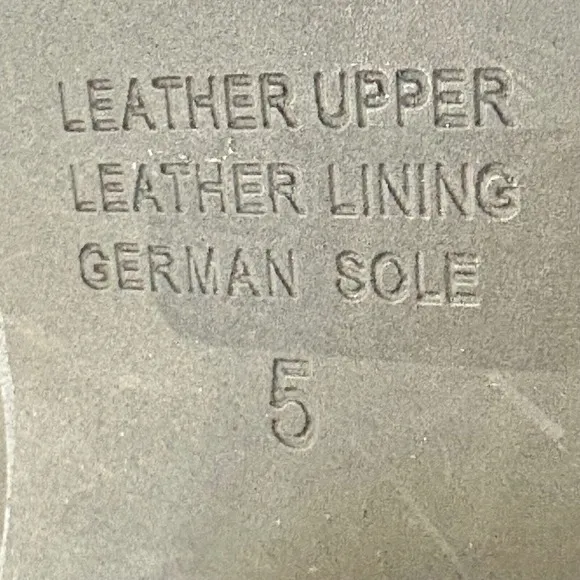 LEATHER UPPER
LEATHER LINING
GERMAN SOLE
5